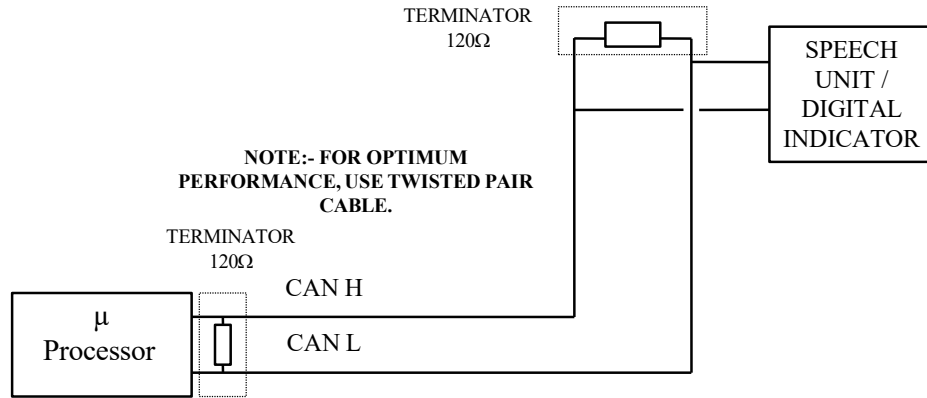 TERMINATOR
120Ω
SPEECH
UNIT /
DIGITAL
INDICATOR
NOTE:- FOR OPTIMUM
PERFORMANCE, USE TWISTED PAIR
CABLE.
TERMINATOR
120Ω
CAN H
µ
Processor
CAN L